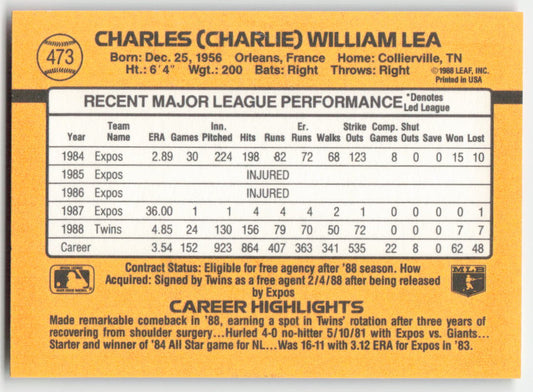 473
CHARLES (CHARLIE) WILLIAM LEA
Born: Dec. 25, 1956 Orleans, France Home: Collierville, TN
Ht.: 6'4" Wgt.: 200 Bats: Right Throws: Right
©1988 LEAF, INC.
Printed in USA
RECENT MAJOR LEAGUE PERFORMANCE *Denotes Led League
Year Team Name ERA Games Inn. Pitched Hits Runs Er. Runs Walks Strike Outs Comp. Games Shut Outs Save Won Lost
1984 Expos 2.89 30 224 198 82 72 68 123 8 0 0 15 10
1985 Expos INJURED
1986 Expos INJURED
1987 Expos 36.00 1 1 4 4 4 2 1 0 0 0 0 1
1988 Twins 4.85 24 130 156 79 70 50 72 0 0 0 7 7
Career 3.54 152 923 864 407 363 341 535 22 8 0 62 48
Contract Status: Eligible for free agency after '88 season. How
Acquired: Signed by Twins as a free agent 2/4/88 after being released
by Expos
MLB
CAREER HIGHLIGHTS
Made remarkable comeback in '88, earning a spot in Twins' rotation after three years of
recovering from shoulder surgery...Hurled 4-0 no-hitter 5/10/81 with Expos vs. Giants...
Starter and winner of '84 All Star game for NL...Was 16-11 with 3.12 ERA for Expos in '83.